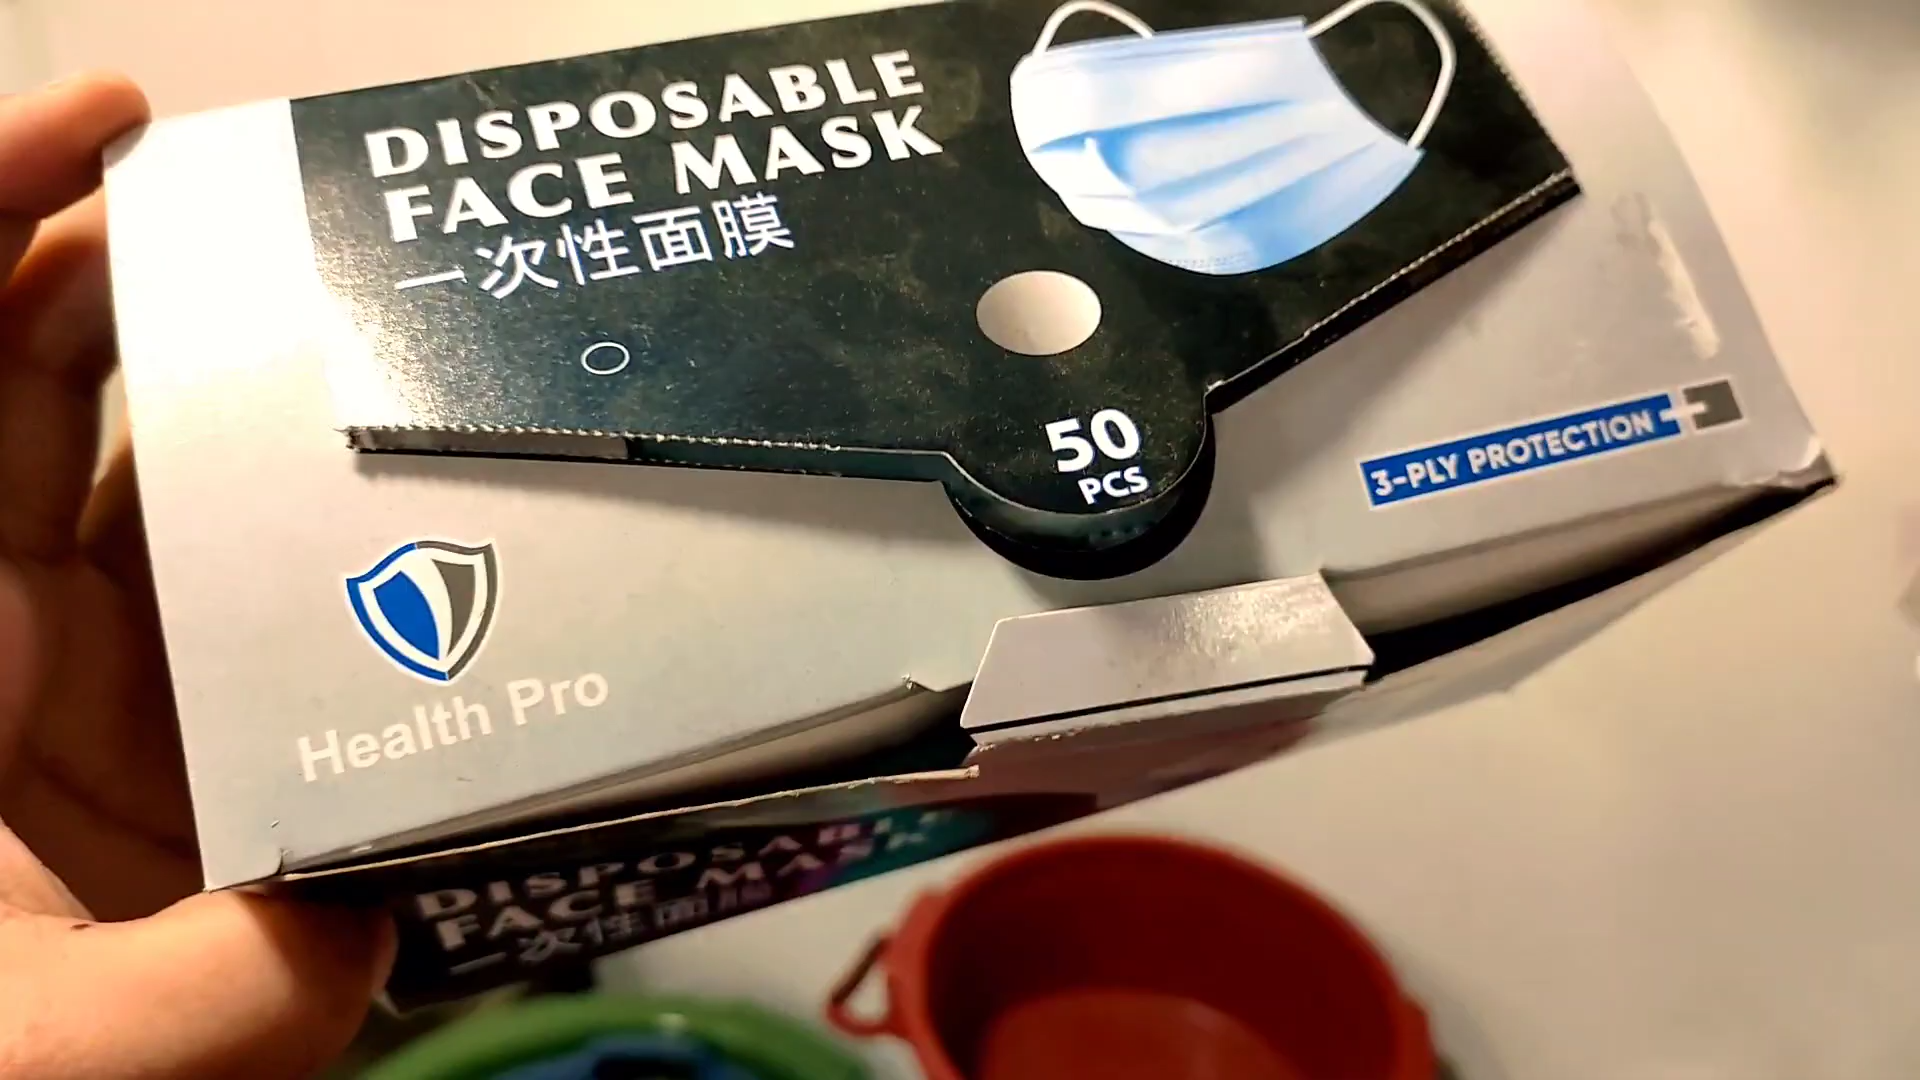 DISPOSABLE
FACE MASK
一次性面膜
50
PCS
3-PLY PROTECTION
Health Pro
DISPOSABLE
FACE MASK
一次性面膜